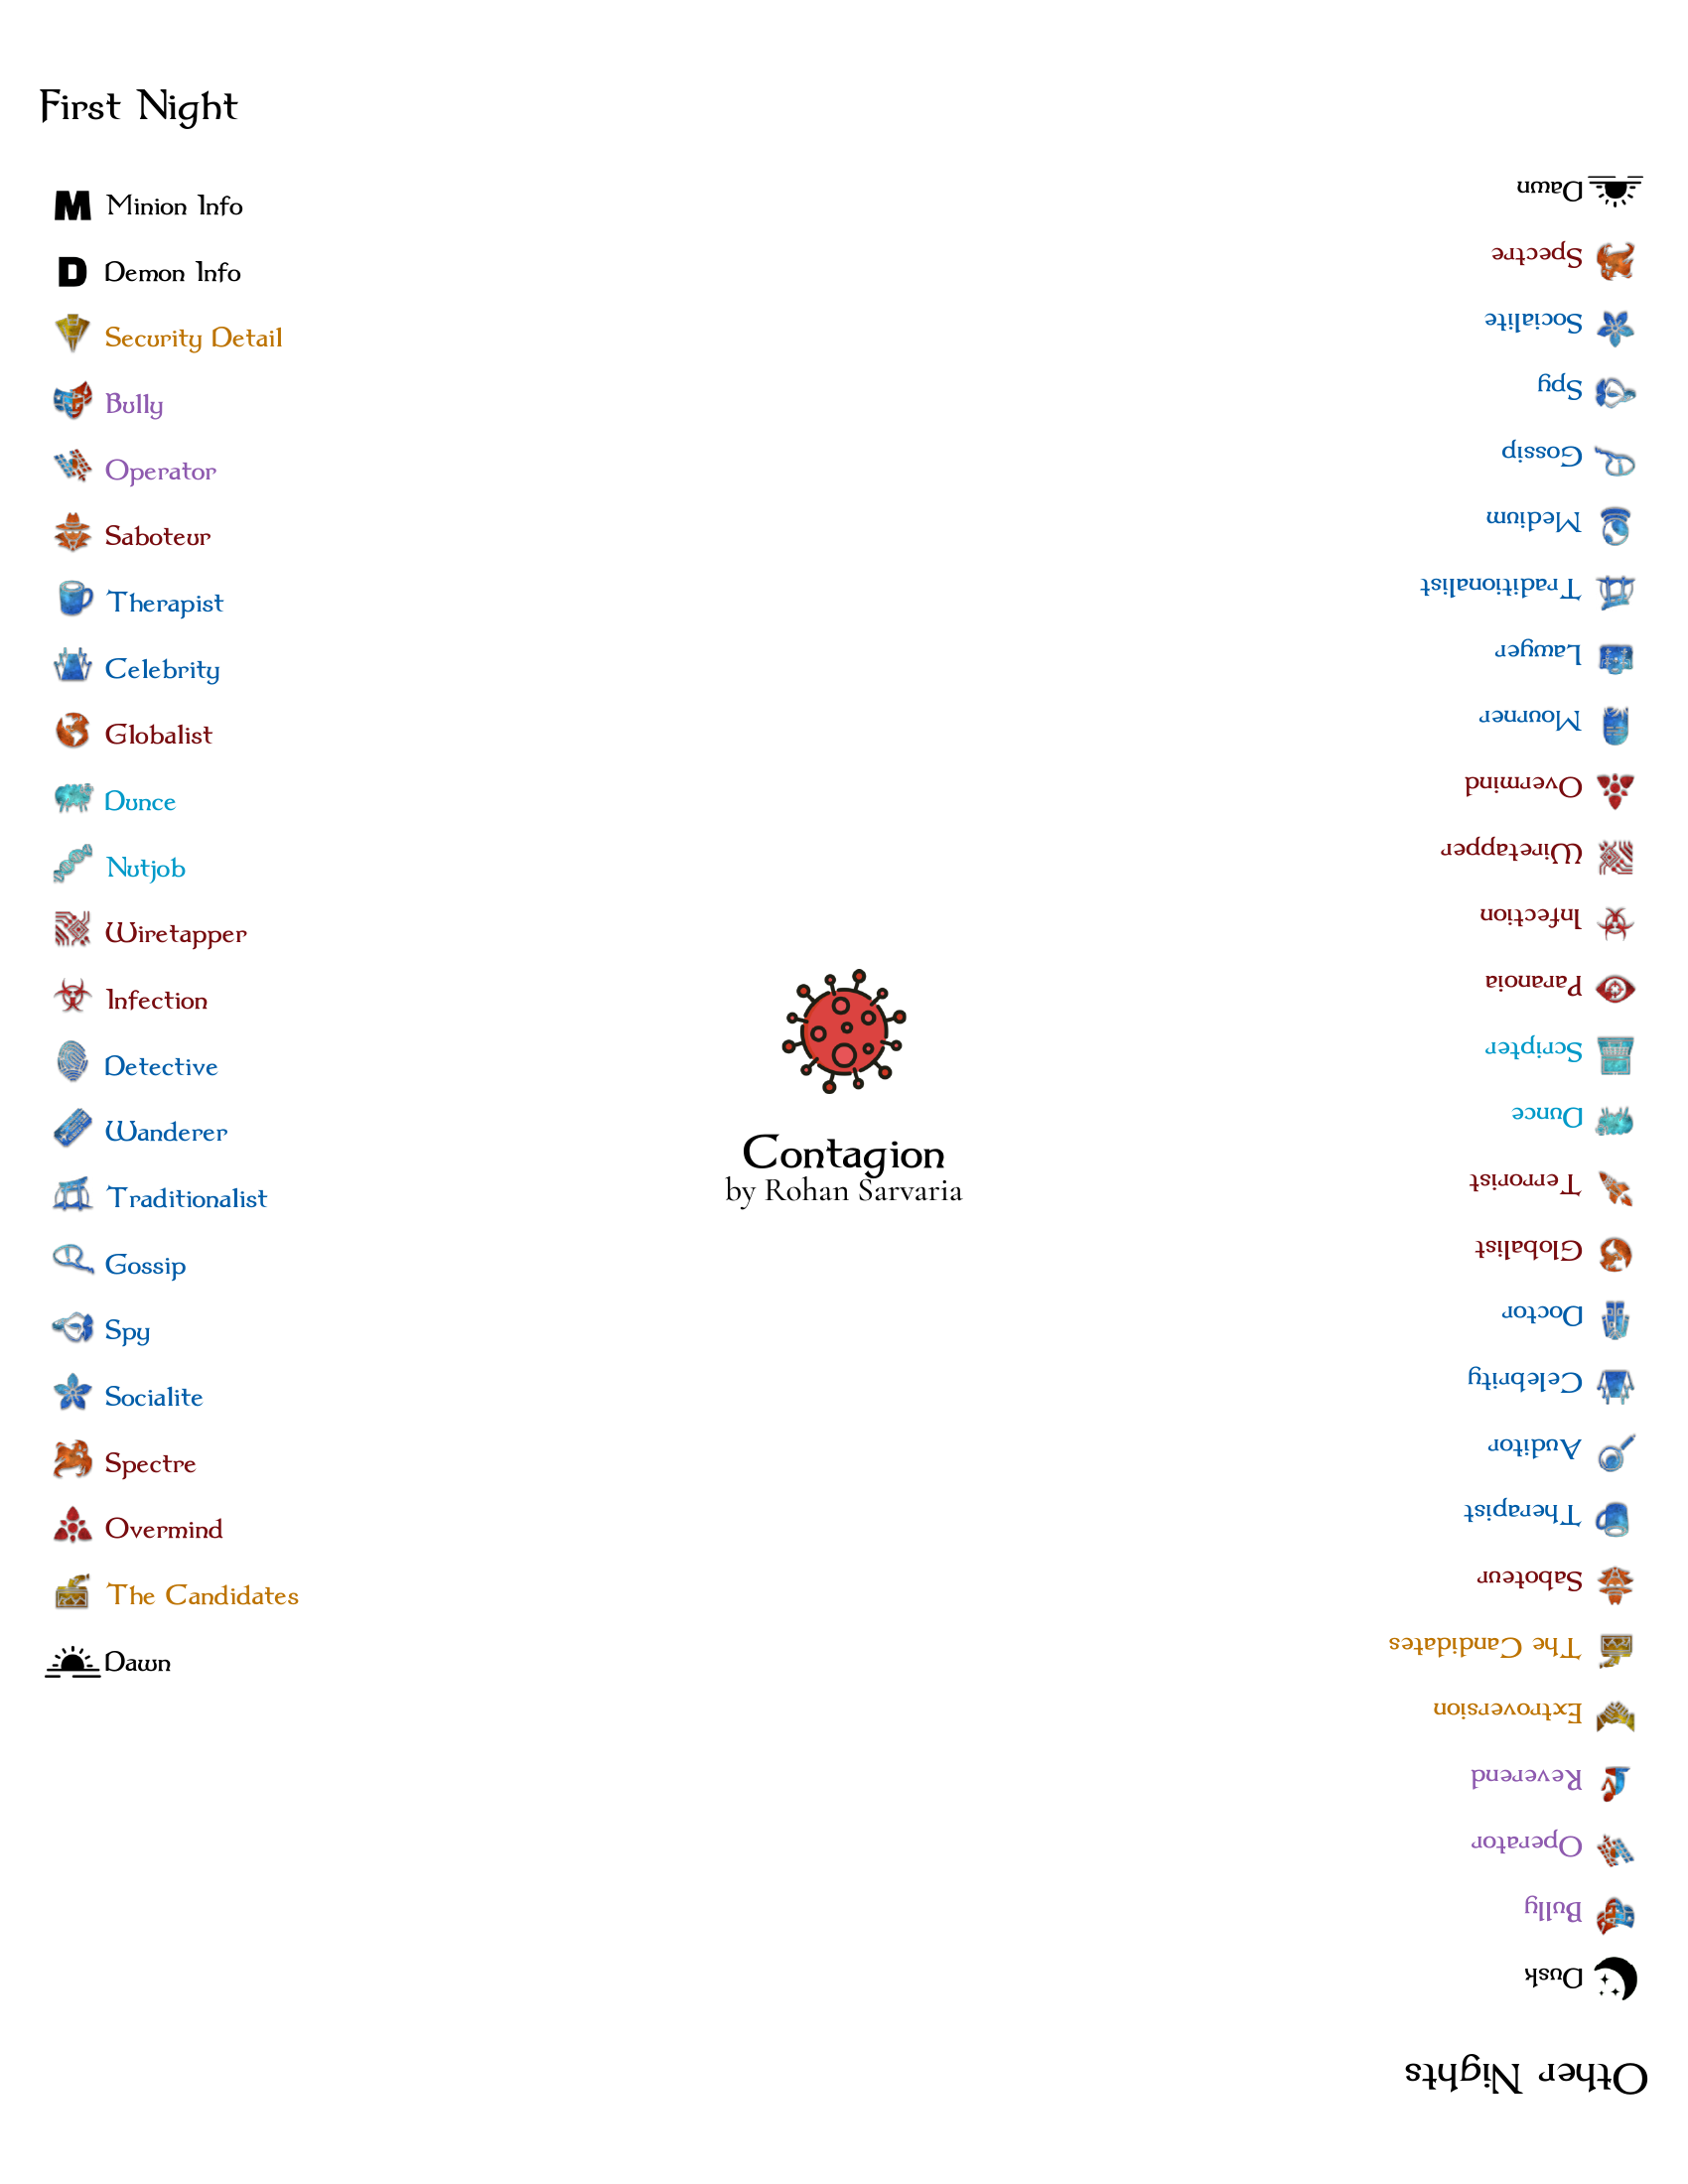 First Night
M Minion Info
D Demon Info
Security Detail
Bully
Operator
Saboteur
Therapist
Celebrity
Globalist
Dunce
Nutjob
Wiretapper
Infection
Detective
Wanderer
Traditionalist
Gossip
Spy
Socialite
Spectre
Overmind
The Candidates
Dawn
Contagion
by Rohan Sarvaria
Other Nights
Dusk
Bully
Operator
Reverend
Extroversion
The Candidates
Saboteur
Therapist
Auditor
Celebrity
Doctor
Globalist
Terrorist
Dunce
Scripter
Paranoia
Infection
Wiretapper
Overmind
Mourner
Lawyer
Traditionalist
Medium
Gossip
Spy
Socialite
Spectre
Dawn